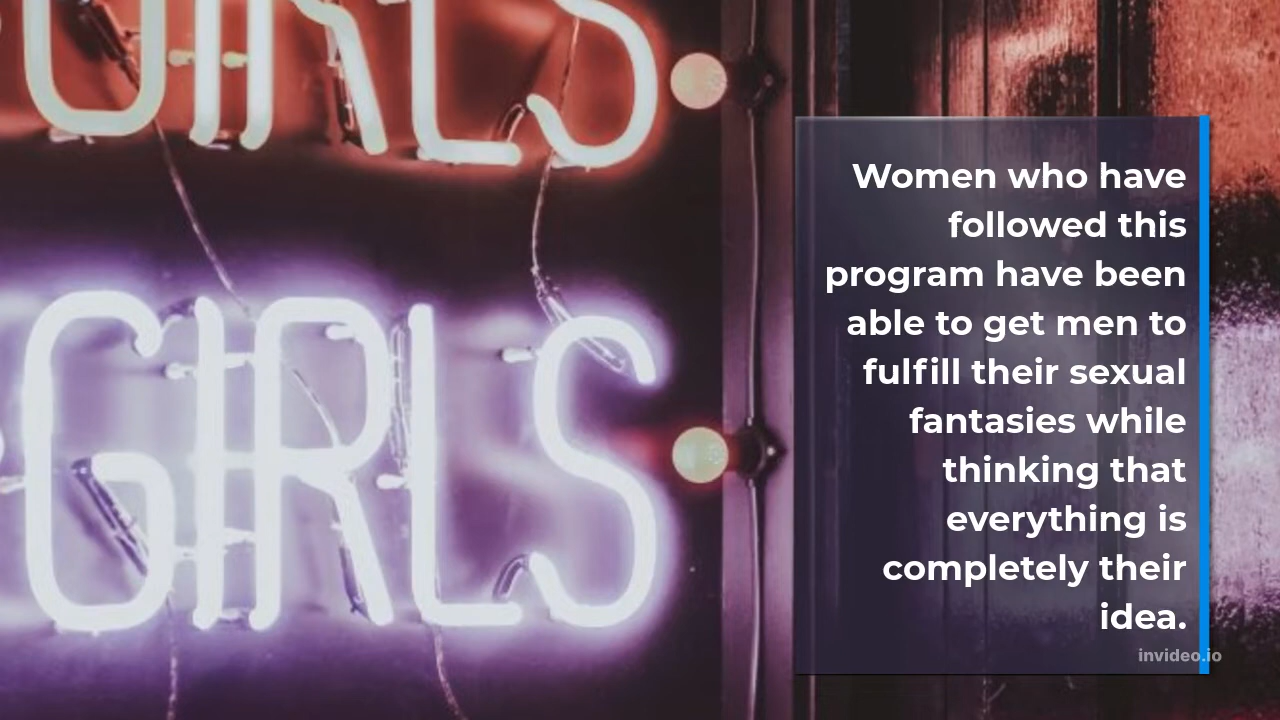 GIRLS
GIRLS
Women who have
followed this
program have been
able to get men to
fulfill their sexual
fantasies while
thinking that
everything is
completely their
idea.
invideo.io